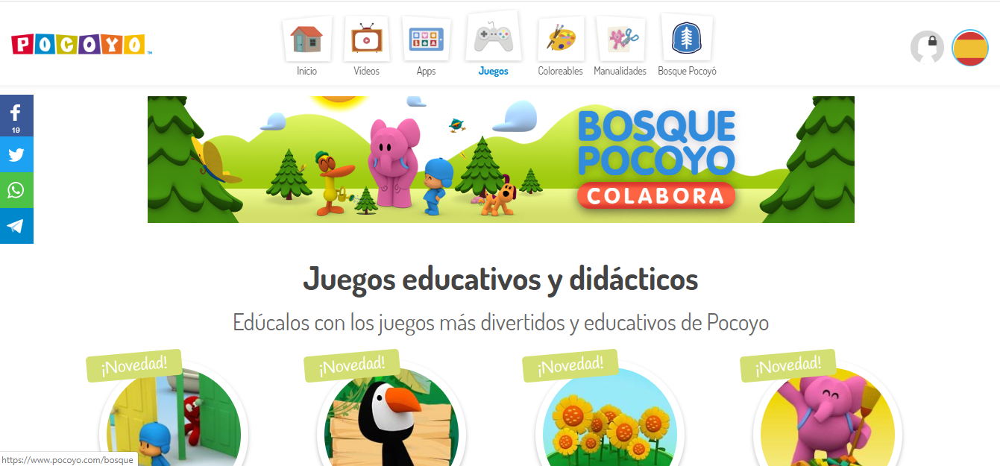 POCOYO™
Inicio
Videos
Apps
Juegos
Coloreables
Manualidades
Bosque Pocoyó
19
BOSQUE
POCOYO
COLABORA
Juegos educativos y didácticos
Edúcalos con los juegos más divertidos y educativos de Pocoyo
¡Novedad!
¡Novedad!
¡Novedad!
¡Novedad!
https://www.pocoyo.com/bosque